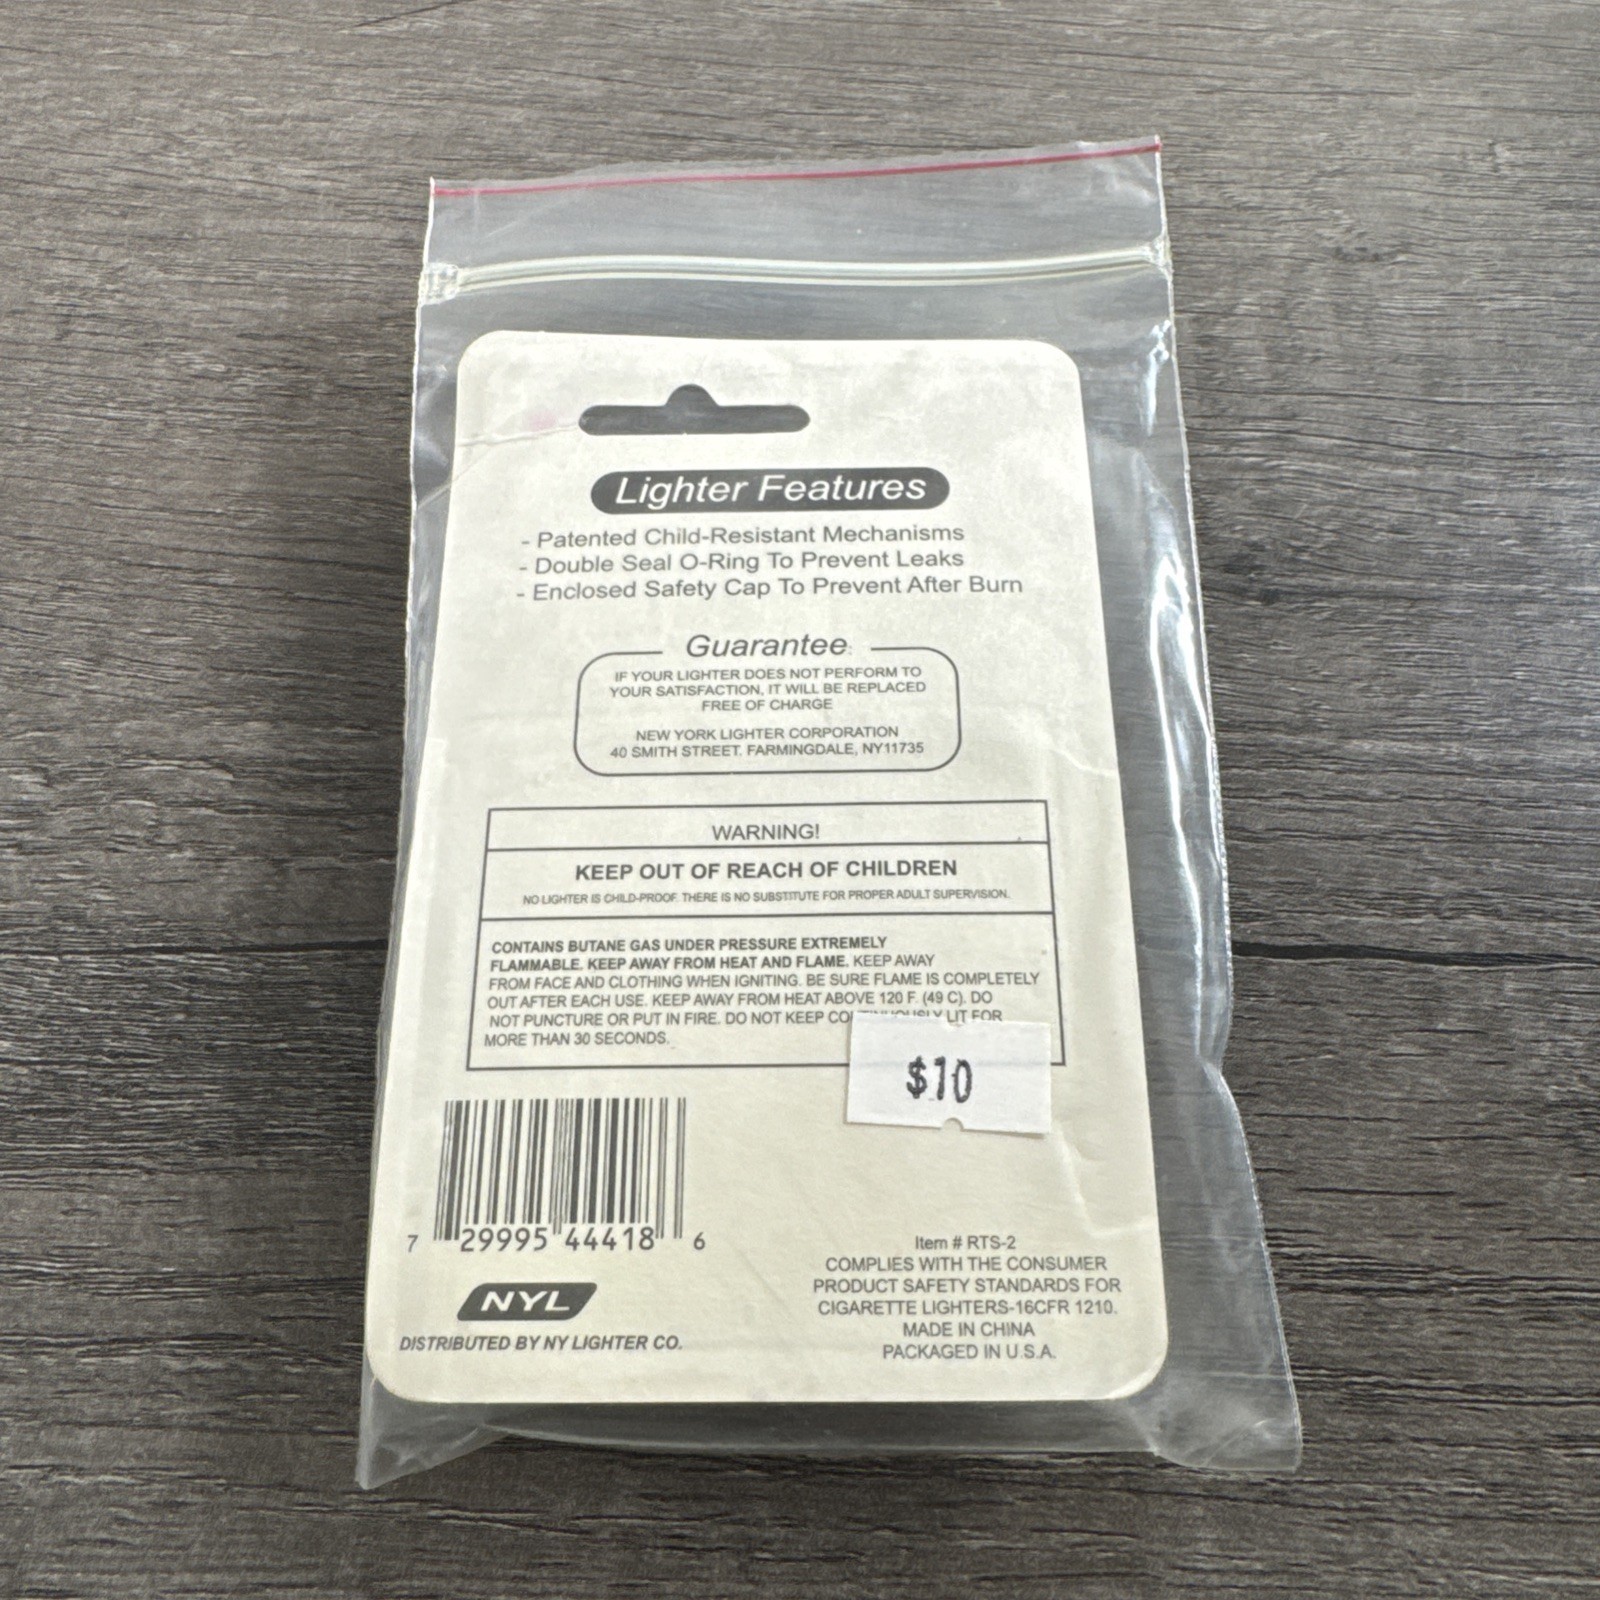 Lighter Features
- Patented Child-Resistant Mechanisms
- Double Seal O-Ring To Prevent Leaks
- Enclosed Safety Cap To Prevent After Burn
Guarantee:
IF YOUR LIGHTER DOES NOT PERFORM TO
YOUR SATISFACTION, IT WILL BE REPLACED
FREE OF CHARGE
NEW YORK LIGHTER CORPORATION
40 SMITH STREET. FARMINGDALE, NY11735
WARNING!
KEEP OUT OF REACH OF CHILDREN
NO LIGHTER IS CHILD-PROOF. THERE IS NO SUBSTITUTE FOR PROPER ADULT SUPERVISION.
CONTAINS BUTANE GAS UNDER PRESSURE EXTREMELY
FLAMMABLE. KEEP AWAY FROM HEAT AND FLAME. KEEP AWAY
FROM FACE AND CLOTHING WHEN IGNITING. BE SURE FLAME IS COMPLETELY
OUT AFTER EACH USE. KEEP AWAY FROM HEAT ABOVE 120 F. (49 C). DO
NOT PUNCTURE OR PUT IN FIRE. DO NOT KEEP CONTINUOUSLY LIT FOR
MORE THAN 30 SECONDS.
$10
7 29995 44418 6
NYL
DISTRIBUTED BY NY LIGHTER CO.
Item # RTS-2
COMPLIES WITH THE CONSUMER
PRODUCT SAFETY STANDARDS FOR
CIGARETTE LIGHTERS-16CFR 1210.
MADE IN CHINA
PACKAGED IN U.S.A.